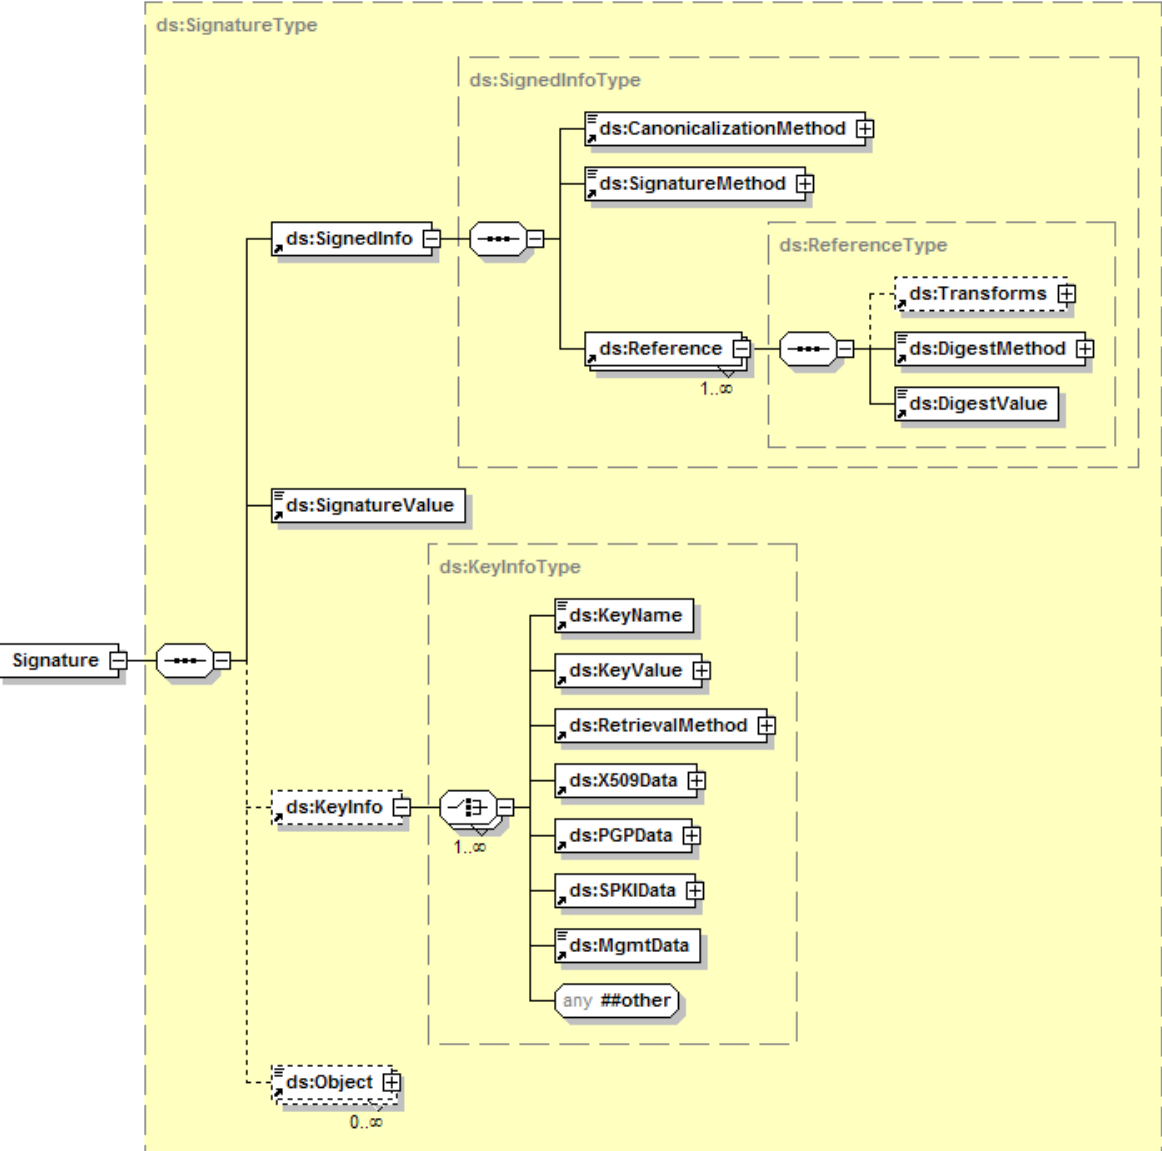 ds:SignatureType
ds:SignedInfoType
ds:CanonicalizationMethod
ds:SignatureMethod
ds:SignedInfo
ds:ReferenceType
ds:Transforms
ds:Reference
ds:DigestMethod
1..∞
ds:DigestValue
ds:SignatureValue
ds:KeyInfoType
ds:KeyName
Signature
ds:KeyValue
ds:RetrievalMethod
ds:X509Data
ds:KeyInfo
1..∞
ds:PGPData
ds:SPKIData
ds:MgmtData
any ##other
ds:Object
0..∞